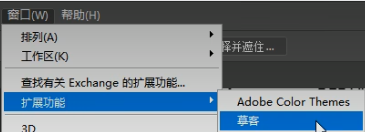 窗口(W) 帮助(H)
排列(A)
工作区(K)
择并遮住...
查找有关 Exchange 的扩展功能...
扩展功能
Adobe Color Themes
摹客
3D